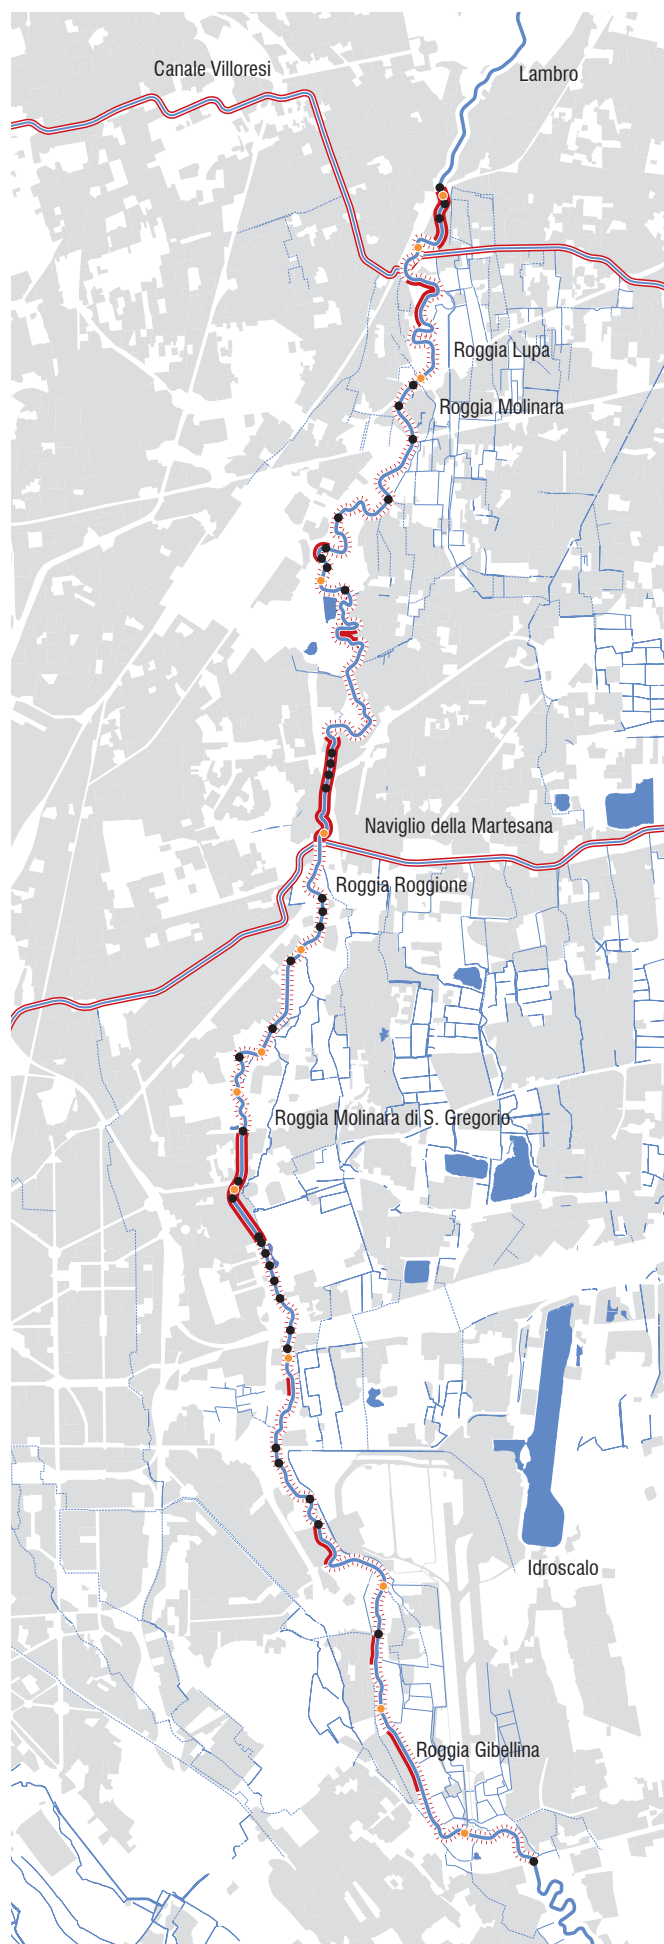 Canale Villoresi
Lambro
Roggia Lupa
Roggia Molinara
Naviglio della Martesana
Roggia Roggione
Roggia Molinara di S. Gregorio
Idroscalo
Roggia Gibellina